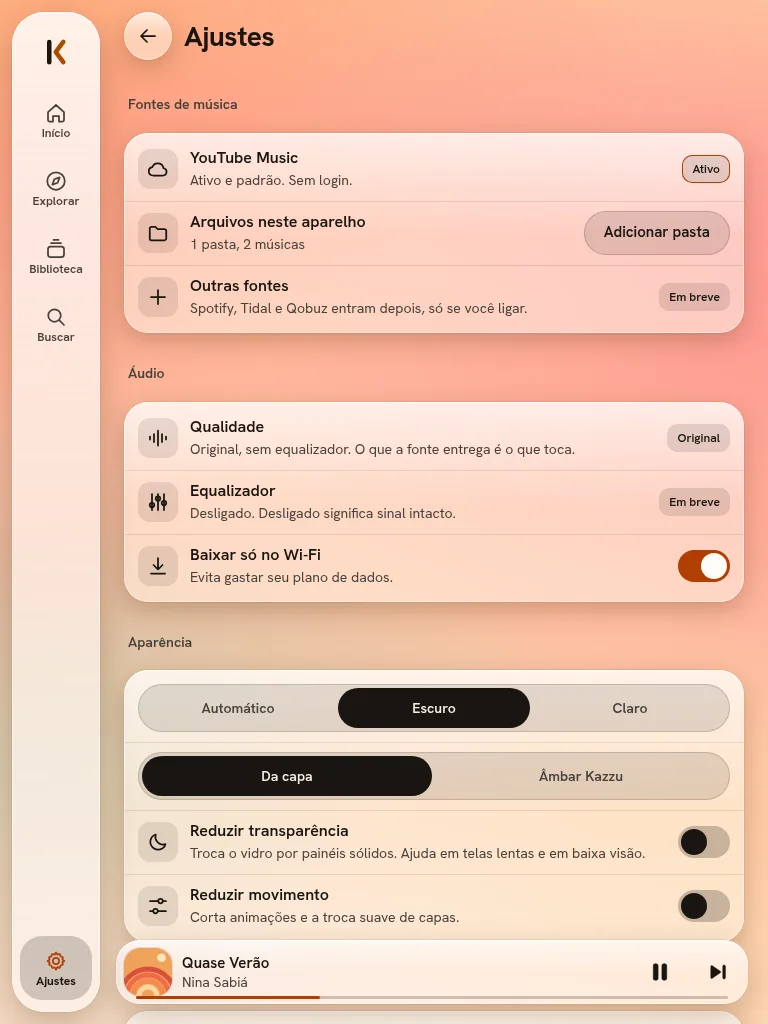 Ajustes
Início
Explorar
Biblioteca
Buscar
Ajustes
Fontes de música
YouTube Music
Ativo e padrão. Sem login.
Ativo
Arquivos neste aparelho
1 pasta, 2 músicas
Adicionar pasta
Outras fontes
Spotify, Tidal e Qobuz entram depois, só se você ligar.
Em breve
Áudio
Qualidade
Original, sem equalizador. O que a fonte entrega é o que toca.
Original
Equalizador
Desligado. Desligado significa sinal intacto.
Em breve
Baixar só no Wi-Fi
Evita gastar seu plano de dados.
Aparência
Automático
Escuro
Claro
Da capa
Âmbar Kazzu
Reduzir transparência
Troca o vidro por painéis sólidos. Ajuda em telas lentas e em baixa visão.
Reduzir movimento
Corta animações e a troca suave de capas.
Quase Verão
Nina Sabiá